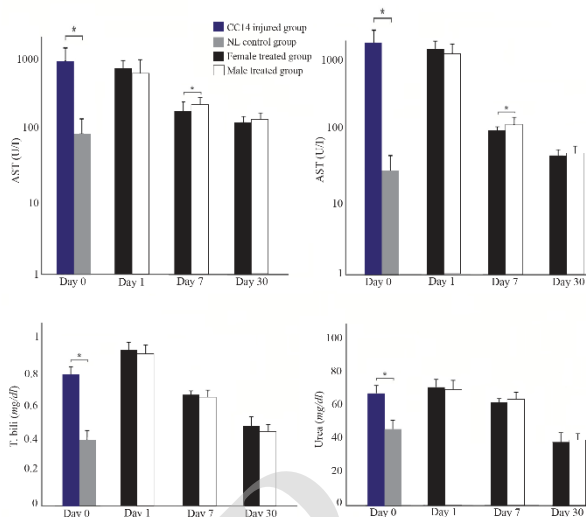 *
CC14 injured group
NL control group
Female treated group
Male treated group
AST (U/I)
1000
100
10
1
*
Day 0
Day 1
Day 7
Day 30
*
AST (U/I)
1000
100
10
1
*
Day 0
Day 1
Day 7
Day 30
T. bili (mg/dl)
1
0.8
0.6
0.4
0.2
0
*
Day 0
Day 1
Day 7
Day 30
Urea (mg/dl)
100
80
60
40
20
0
*
Day 0
Day 1
Day 7
Day 30